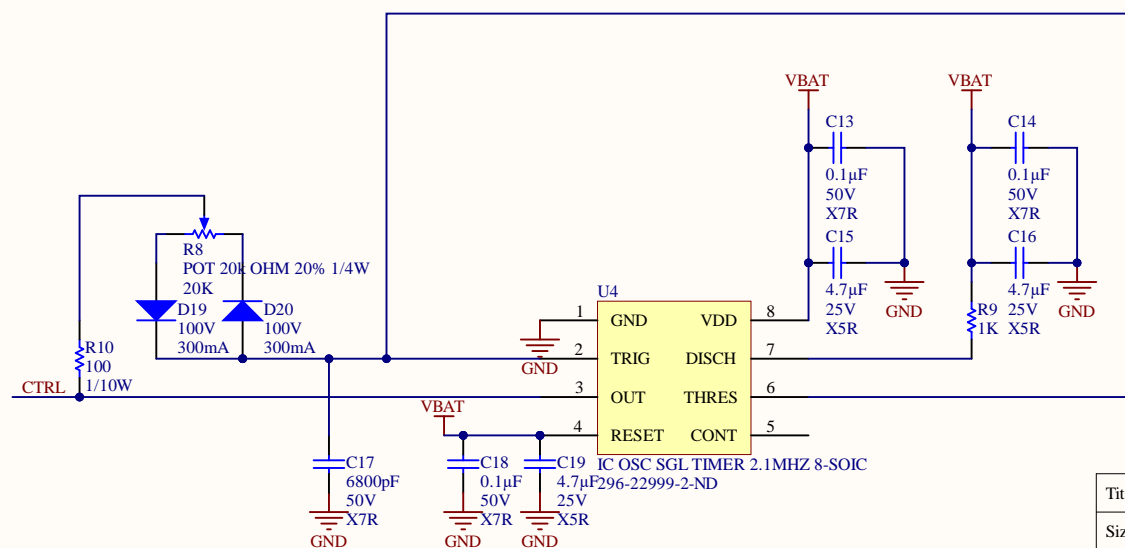 VBAT
VBAT
C13
0.1µF
50V
X7R
C14
0.1µF
50V
X7R
C15
4.7µF
25V
X5R
GND
C16
4.7µF
25V
X5R
GND
R8
POT 20k OHM 20% 1/4W
20K
D19
100V
300mA
D20
100V
300mA
R10
100
1/10W
CTRL
U4
1
GND
VDD
8
2
TRIG
DISCH
7
3
OUT
THRES
6
4
RESET
CONT
5
GND
R9
1K
IC OSC SGL TIMER 2.1MHZ 8-SOIC
296-22999-2-ND
VBAT
C17
6800pF
50V
X7R
GND
C18
0.1µF
50V
X7R
GND
C19
4.7µF
25V
X5R
GND
Tit
Siz